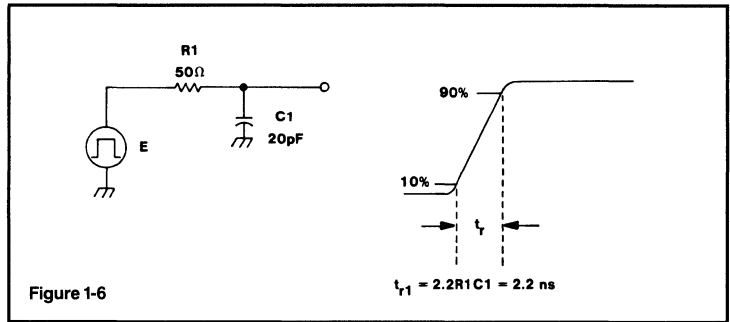 R1
50Ω
C1
20pF
E
90%
10%
tr
tr1 = 2.2R1C1 = 2.2 ns
Figure 1-6